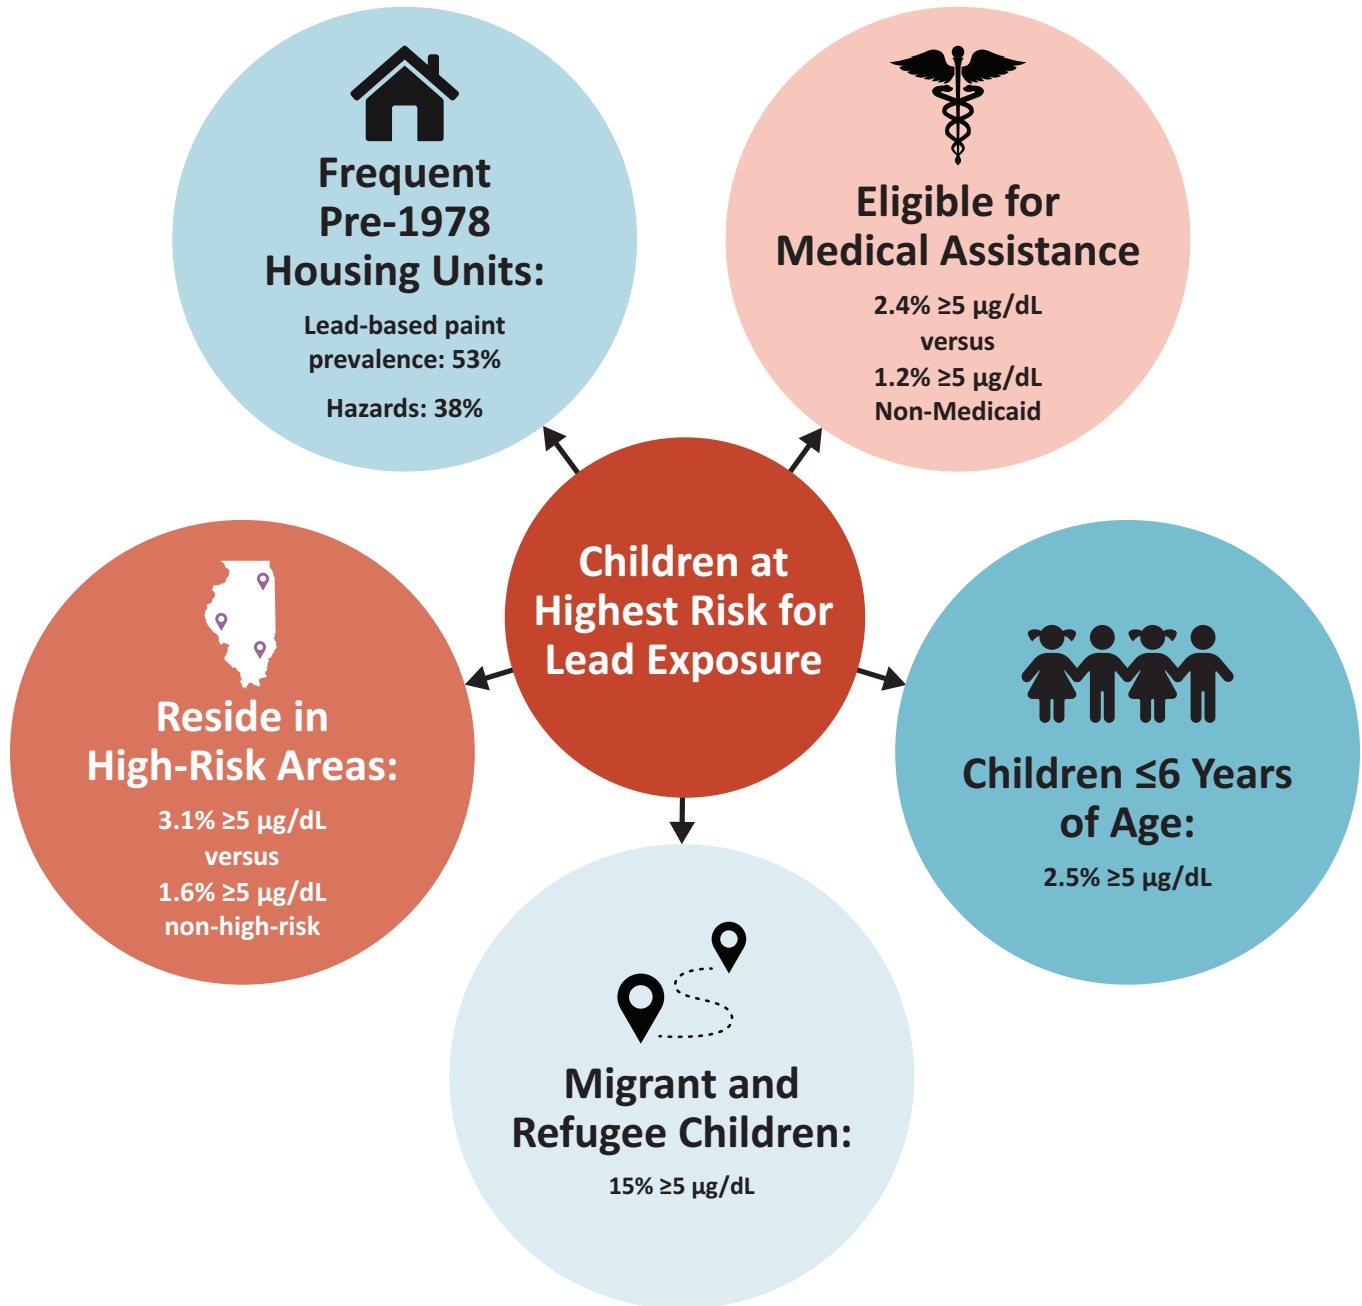 Frequent
Pre-1978
Housing Units:
Lead-based paint
prevalence: 53%
Hazards: 38%
Eligible for
Medical Assistance
2.4% ≥5 µg/dL
versus
1.2% ≥5 µg/dL
Non-Medicaid
Children at
Highest Risk for
Lead Exposure
Reside in
High-Risk Areas:
3.1% ≥5 µg/dL
versus
1.6% ≥5 µg/dL
non-high-risk
Children ≤6 Years
of Age:
2.5% ≥5 µg/dL
Migrant and
Refugee Children:
15% ≥5 µg/dL